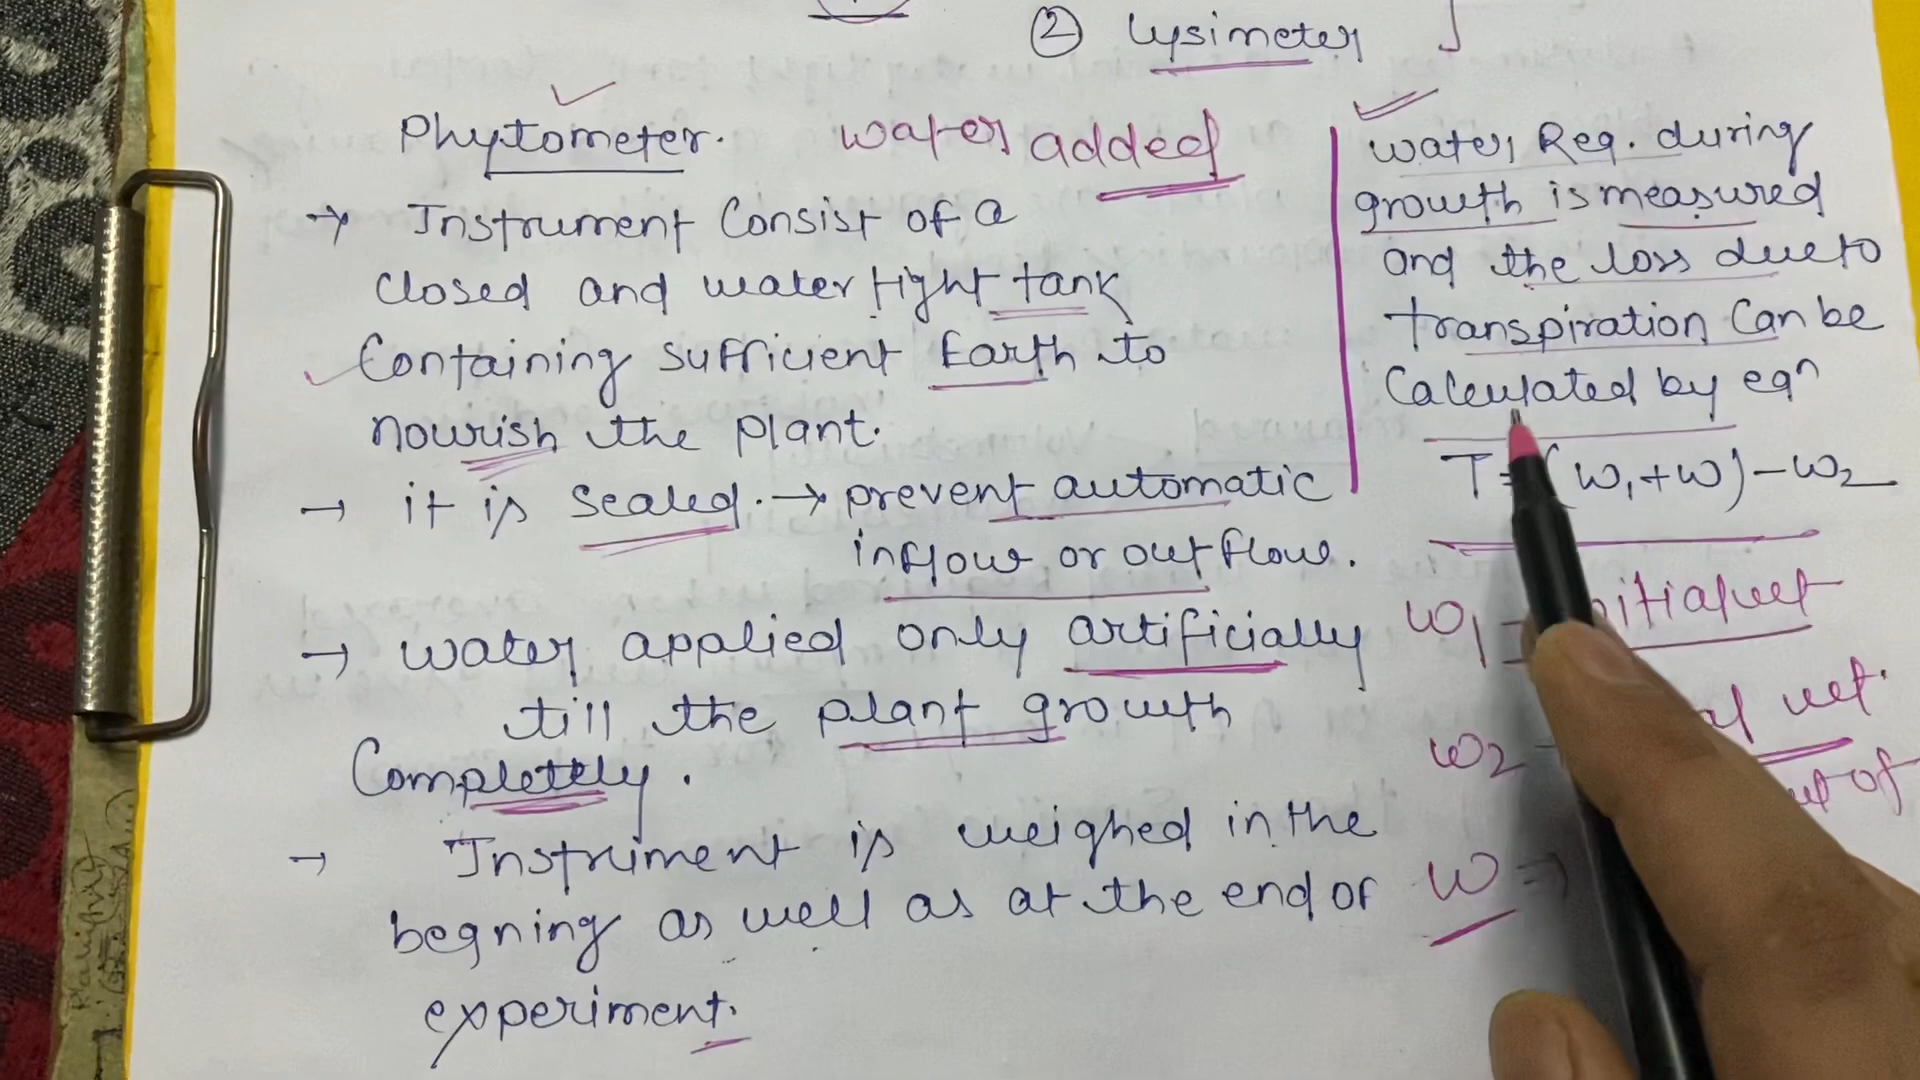 ② Lysimeter
Phytometer. water added
→ Instrument Consist of a
closed and water tight tank
Containing sufficient Earth to
nourish the plant.
→ it is sealed. → prevent automatic
inflow or outflow.
→ water applied only artificially
till the plant growth
Completely.
→ Instriment is weighed in the
begning as well as at the end of
experiment.
water Req. during
growth is measured
and the loss due to
transpiration Can be
Calculated by eqn
T = (w1+w) - w2
w1
w2
wt.
of
w ⇒